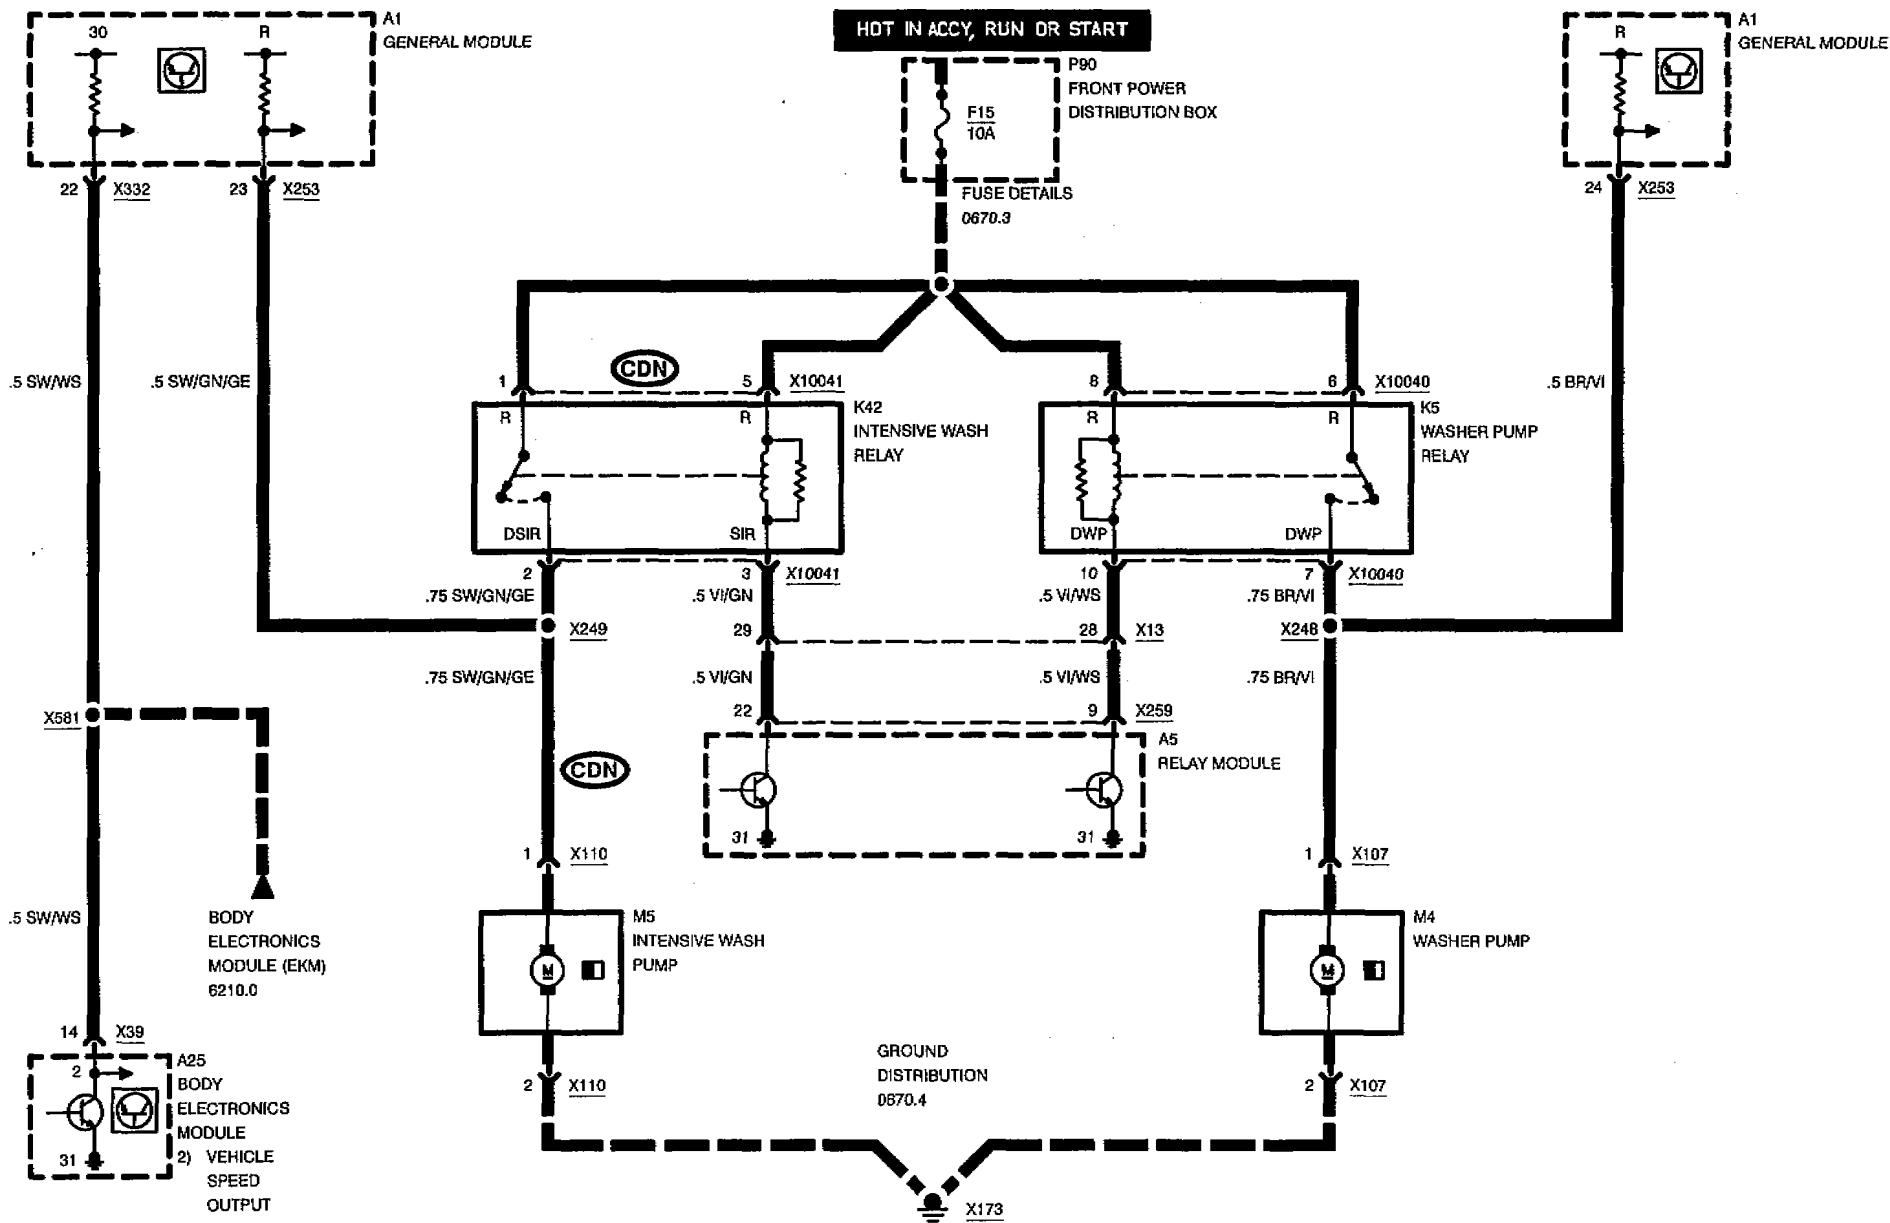 HOT IN ACCY, RUN OR START
A1
GENERAL MODULE
30
R
22
X332
23
X253
P90
FRONT POWER
DISTRIBUTION BOX
F15
10A
FUSE DETAILS
0670.3
A1
GENERAL MODULE
R
24
X253
.5 SW/WS
.5 SW/GN/GE
CDN
1
5
X10041
8
6
X10040
.5 BR/VI
R
R
K42
INTENSIVE WASH
RELAY
DSIR
SIR
R
R
K5
WASHER PUMP
RELAY
DWP
DWP
2
3
X10041
10
7
X10040
.75 SW/GN/GE
.5 VI/GN
.5 VI/WS
.75 BR/VI
X249
29
28
X13
X248
.75 SW/GN/GE
.5 VI/GN
.5 VI/WS
.75 BR/VI
X581
22
9
X259
CDN
A5
RELAY MODULE
31
31
1
X110
1
X107
.5 SW/WS
BODY
ELECTRONICS
MODULE (EKM)
6210.0
M5
INTENSIVE WASH
PUMP
M
M4
WASHER PUMP
M
14
X39
2
A25
BODY
ELECTRONICS
MODULE
2) VEHICLE
SPEED
OUTPUT
31
GROUND
DISTRIBUTION
0670.4
2
X110
2
X107
X173